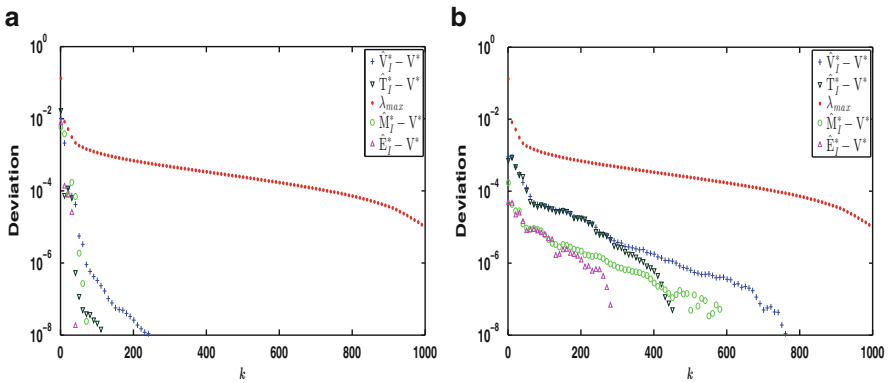 a
10^0
10^-2
10^-4
10^-6
10^-8
Deviation
0
200
400
600
800
1000
k
V̂*_I − V*
T̂*_I − V*
λ_max
M̂*_I − V*
Ê*_I − V*
b
10^0
10^-2
10^-4
10^-6
10^-8
Deviation
0
200
400
600
800
1000
k
V̂*_I − V*
T̂*_I − V*
λ_max
M̂*_I − V*
Ê*_I − V*